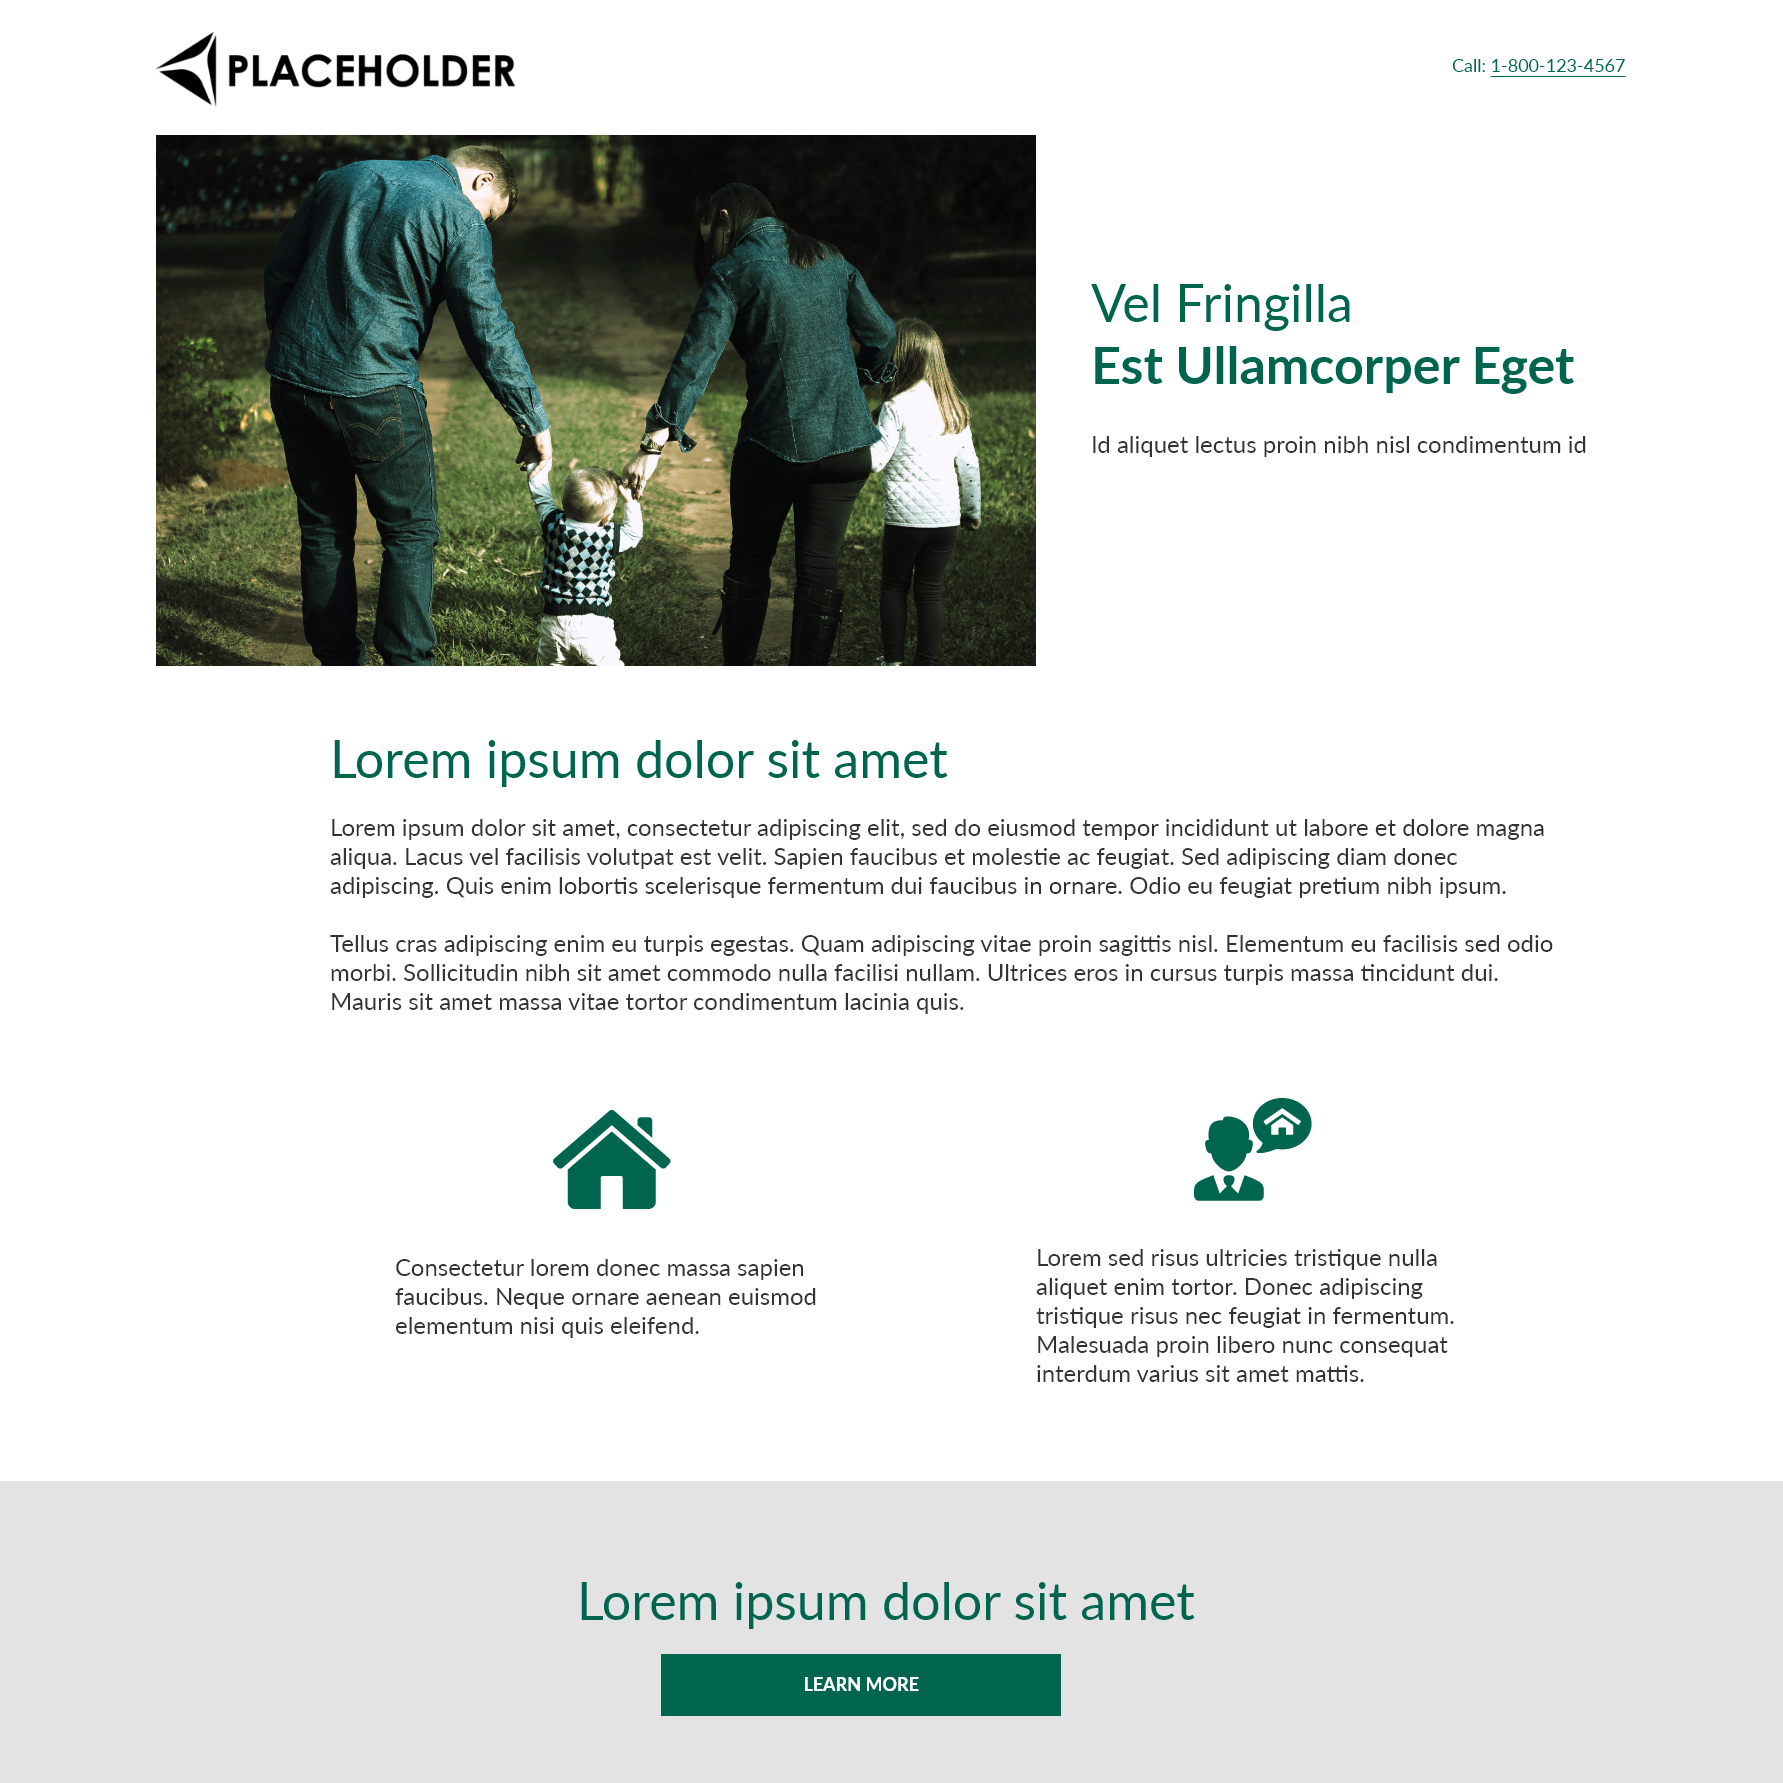 PLACEHOLDER
Call: 1-800-123-4567
Vel Fringilla
Est Ullamcorper Eget
Id aliquet lectus proin nibh nisl condimentum id
Lorem ipsum dolor sit amet
Lorem ipsum dolor sit amet, consectetur adipiscing elit, sed do eiusmod tempor incididunt ut labore et dolore magna
aliqua. Lacus vel facilisis volutpat est velit. Sapien faucibus et molestie ac feugiat. Sed adipiscing diam donec
adipiscing. Quis enim lobortis scelerisque fermentum dui faucibus in ornare. Odio eu feugiat pretium nibh ipsum.
Tellus cras adipiscing enim eu turpis egestas. Quam adipiscing vitae proin sagittis nisl. Elementum eu facilisis sed odio
morbi. Sollicitudin nibh sit amet commodo nulla facilisi nullam. Ultrices eros in cursus turpis massa tincidunt dui.
Mauris sit amet massa vitae tortor condimentum lacinia quis.
Consectetur lorem donec massa sapien
faucibus. Neque ornare aenean euismod
elementum nisi quis eleifend.
Lorem sed risus ultricies tristique nulla
aliquet enim tortor. Donec adipiscing
tristique risus nec feugiat in fermentum.
Malesuada proin libero nunc consequat
interdum varius sit amet mattis.
Lorem ipsum dolor sit amet
LEARN MORE